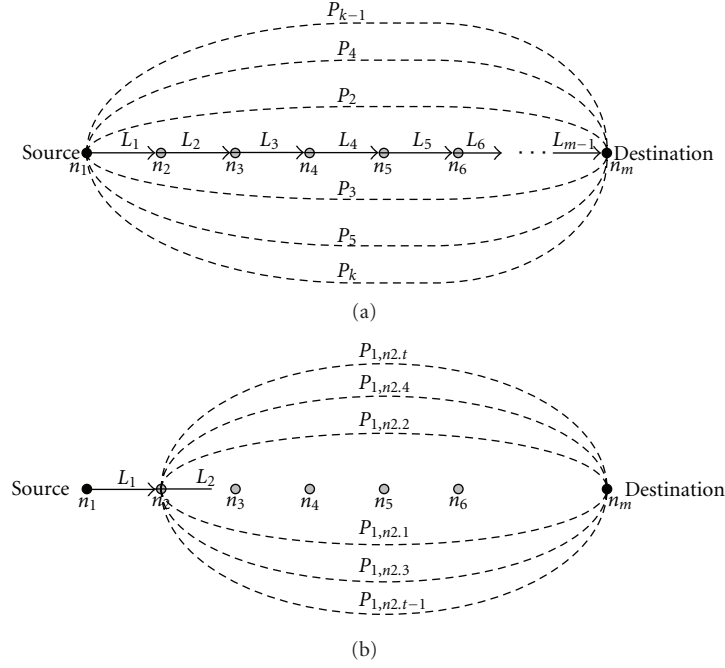 P_{k−1}
P_4
P_2
Source L_1 L_2 L_3 L_4 L_5 L_6 ··· L_{m−1} Destination
n_1 n_2 n_3 n_4 n_5 n_6 n_m
P_3
P_5
P_k
(a)
P_{1,n2.t}
P_{1,n2.4}
P_{1,n2.2}
Source L_1 L_2 Destination
n_1 n_2 n_3 n_4 n_5 n_6 n_m
P_{1,n2.1}
P_{1,n2.3}
P_{1,n2.t−1}
(b)